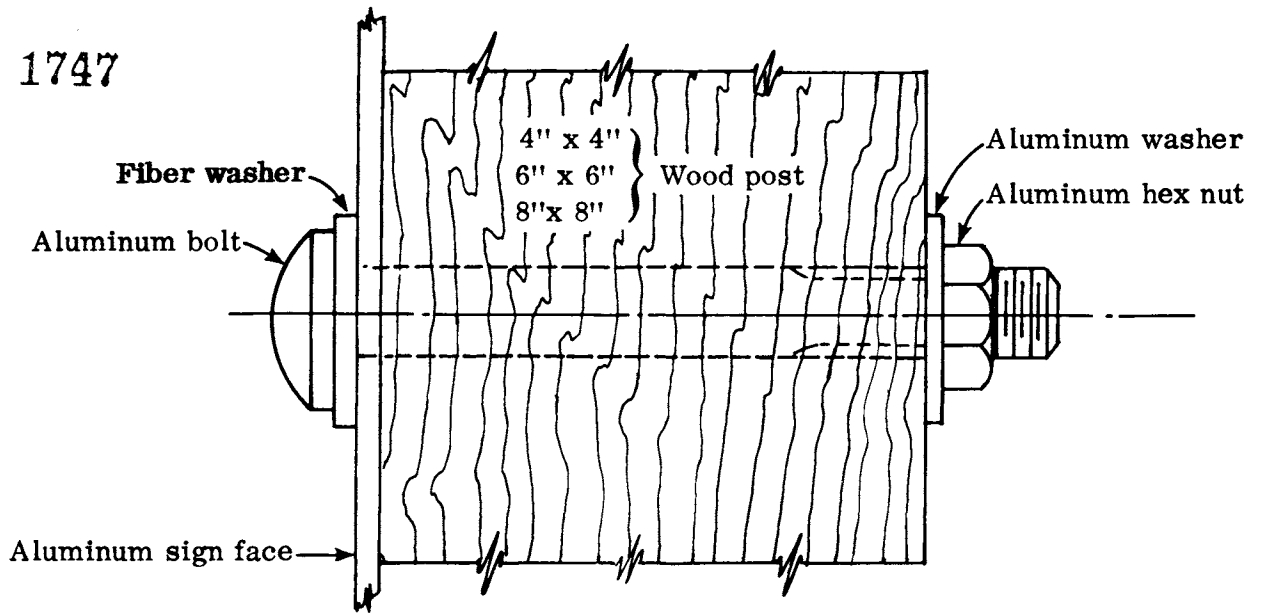 1747
4" x 4"
6" x 6" Wood post
8"x 8"
Fiber washer
Aluminum bolt
Aluminum washer
Aluminum hex nut
Aluminum sign face